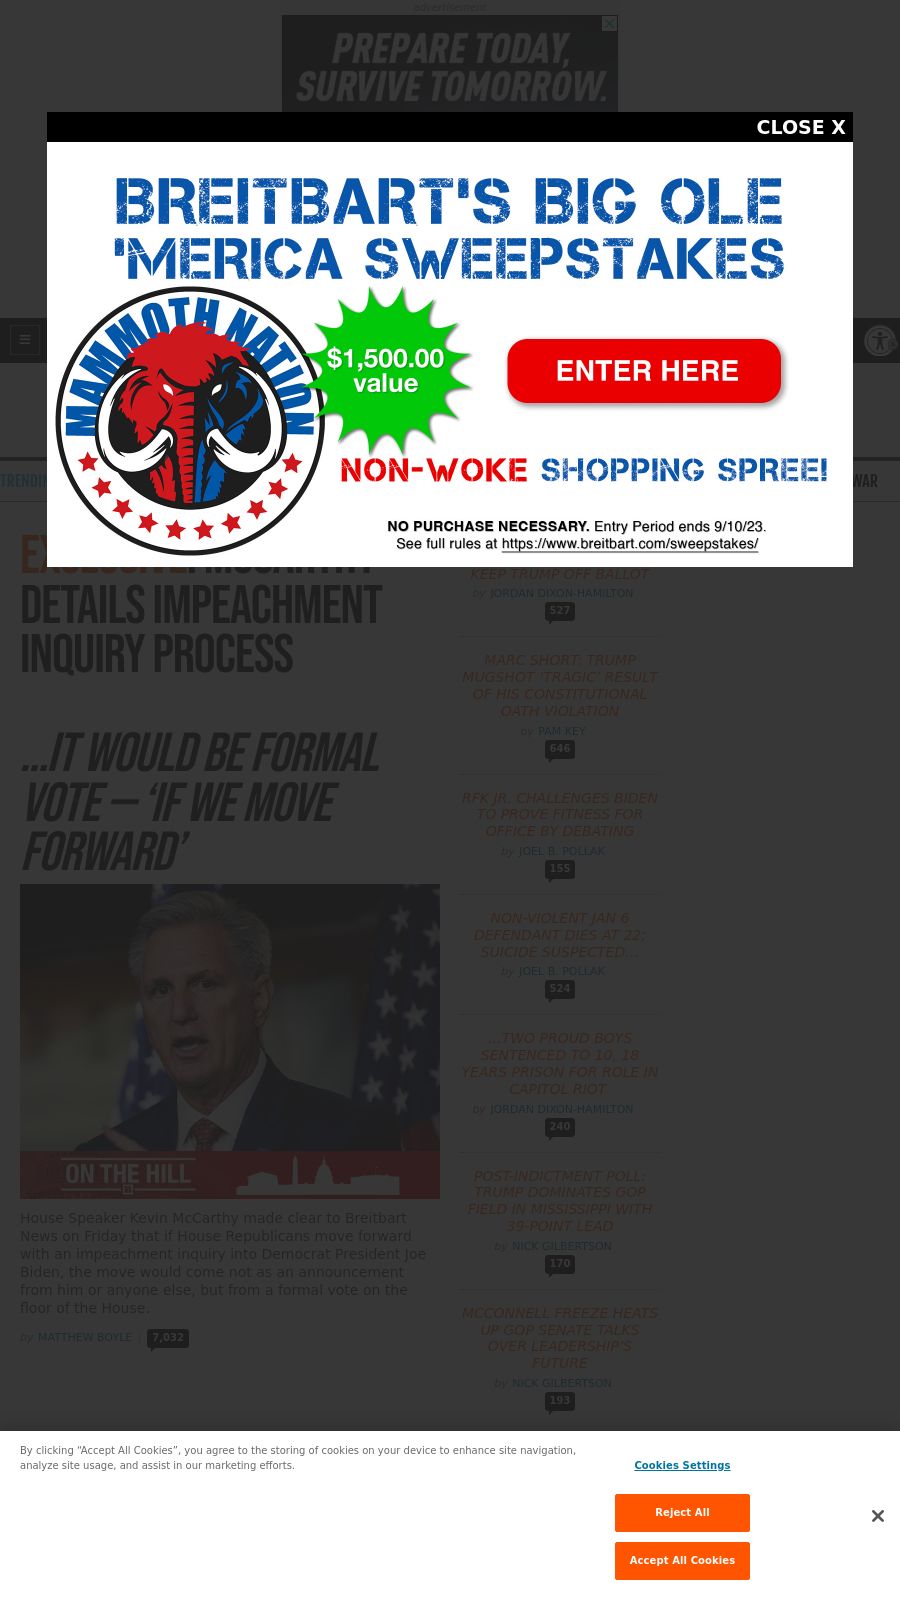 advertisement
PREPARE TODAY,
SURVIVE TOMORROW.
CLOSE X
BREITBART'S BIG OLE
'MERICA SWEEPSTAKES
MAMMOTH NATION
$1,500.00
value
ENTER HERE
NON-WOKE SHOPPING SPREE!
NO PURCHASE NECESSARY. Entry Period ends 9/10/23.
See full rules at https://www.breitbart.com/sweepstakes/
WAR
DETAILS IMPEACHMENT
INQUIRY PROCESS
…IT WOULD BE FORMAL
VOTE — ‘IF WE MOVE
FORWARD’
ON THE HILL
House Speaker Kevin McCarthy made clear to Breitbart
News on Friday that if House Republicans move forward
with an impeachment inquiry into Democrat President Joe
Biden, the move would come not as an announcement
from him or anyone else, but from a formal vote on the
floor of the House.
by MATTHEW BOYLE | 7,032
KEEP TRUMP OFF BALLOT
by JORDAN DIXON-HAMILTON
527
MARC SHORT: TRUMP
MUGSHOT ‘TRAGIC’ RESULT
OF HIS CONSTITUTIONAL
OATH VIOLATION
by PAM KEY
646
RFK JR. CHALLENGES BIDEN
TO PROVE FITNESS FOR
OFFICE BY DEBATING
by JOEL B. POLLAK
155
NON-VIOLENT JAN 6
DEFENDANT DIES AT 22;
SUICIDE SUSPECTED…
by JOEL B. POLLAK
524
…TWO PROUD BOYS
SENTENCED TO 10, 18
YEARS PRISON FOR ROLE IN
CAPITOL RIOT
by JORDAN DIXON-HAMILTON
240
POST-INDICTMENT POLL:
TRUMP DOMINATES GOP
FIELD IN MISSISSIPPI WITH
39-POINT LEAD
by NICK GILBERTSON
170
MCCONNELL FREEZE HEATS
UP GOP SENATE TALKS
OVER LEADERSHIP’S
FUTURE
by NICK GILBERTSON
193
By clicking “Accept All Cookies”, you agree to the storing of cookies on your device to enhance site navigation,
analyze site usage, and assist in our marketing efforts.
Cookies Settings
Reject All
Accept All Cookies